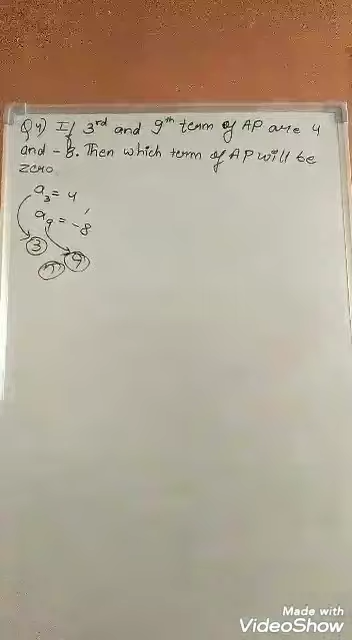 Q4) If 3rd and 9th term of AP are 4
and -8. Then which term of AP will be
zero
a3 = 4
a9 = -8
3
n 9
Made with
VideoShow